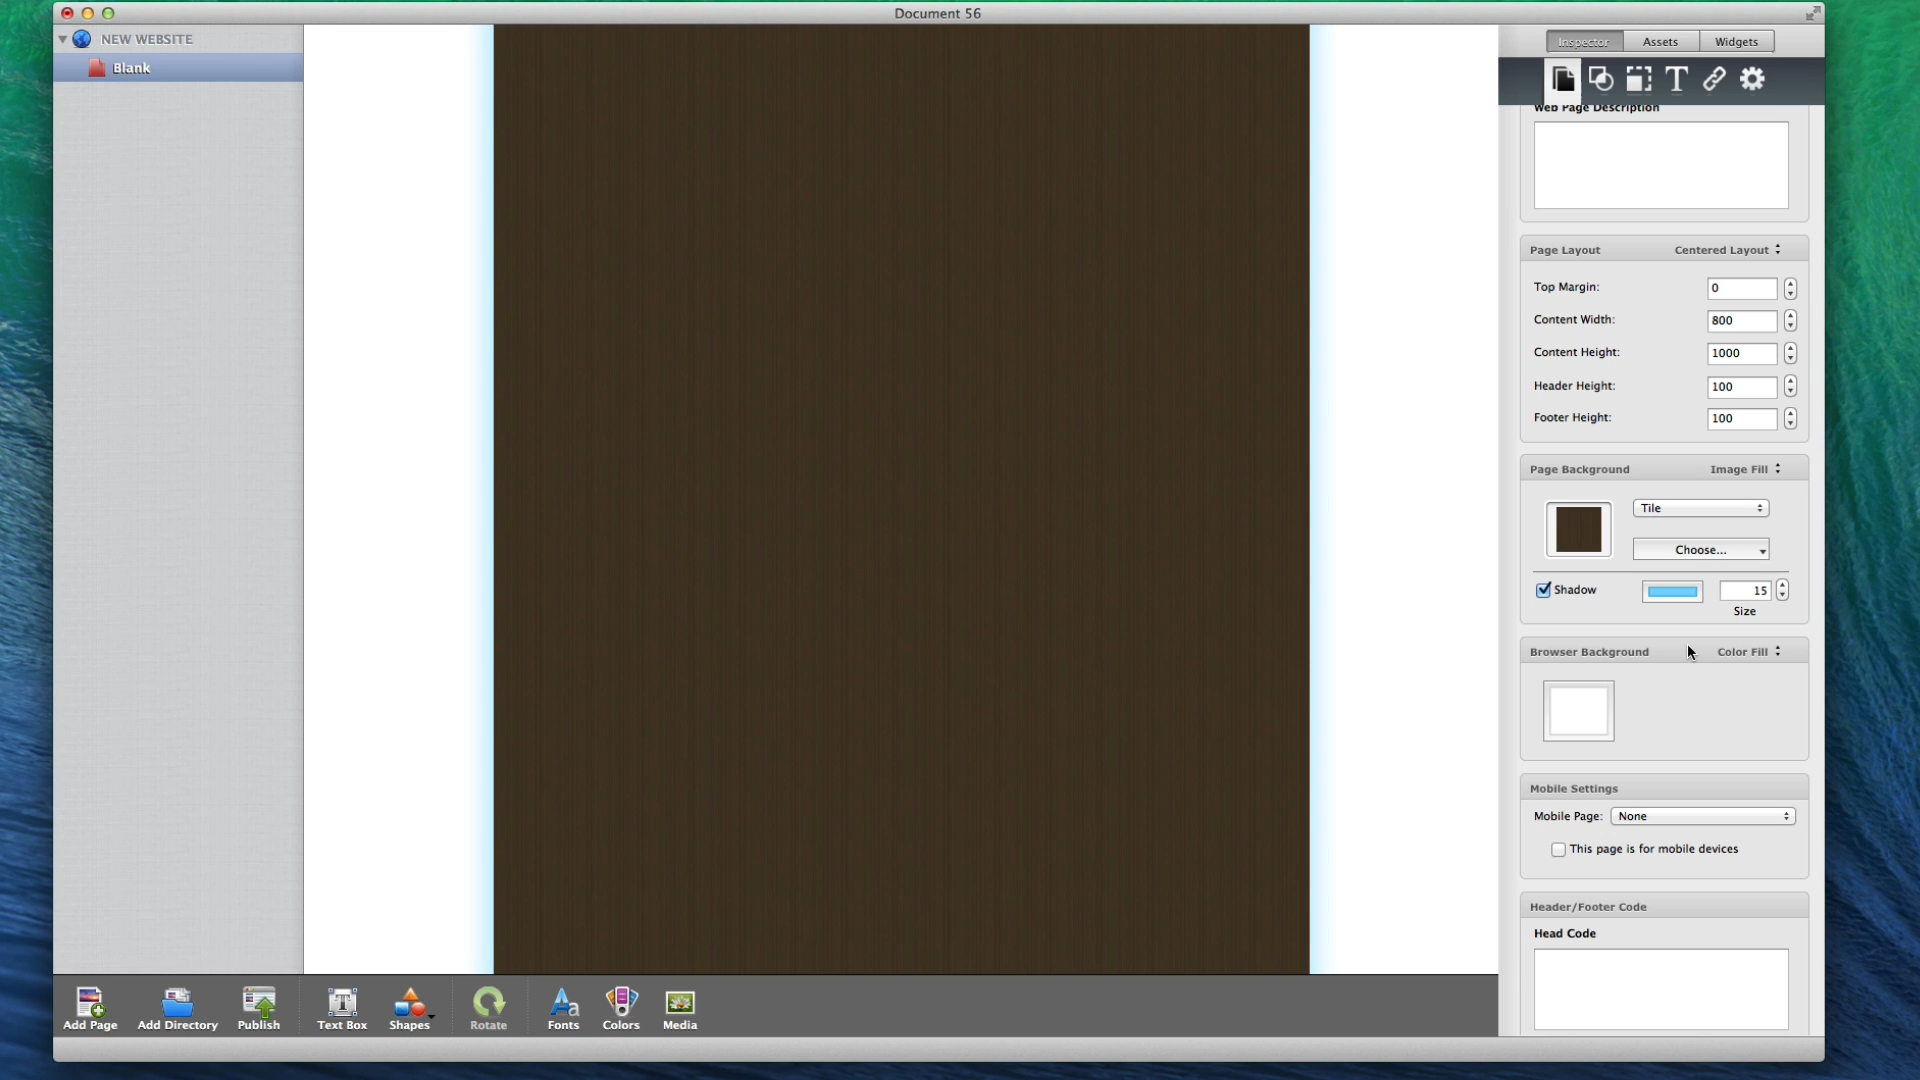 Document 56
NEW WEBSITE
Blank
Inspector
Assets
Widgets
T
Web Page Description
Page Layout
Centered Layout
Top Margin:
0
Content Width:
800
Content Height:
1000
Header Height:
100
Footer Height:
100
Page Background
Image Fill
Tile
Choose...
Shadow
15
Size
Browser Background
Color Fill
Mobile Settings
Mobile Page:
None
This page is for mobile devices
Header/Footer Code
Head Code
Add Page
Add Directory
Publish
Text Box
Shapes
Rotate
Fonts
Colors
Media